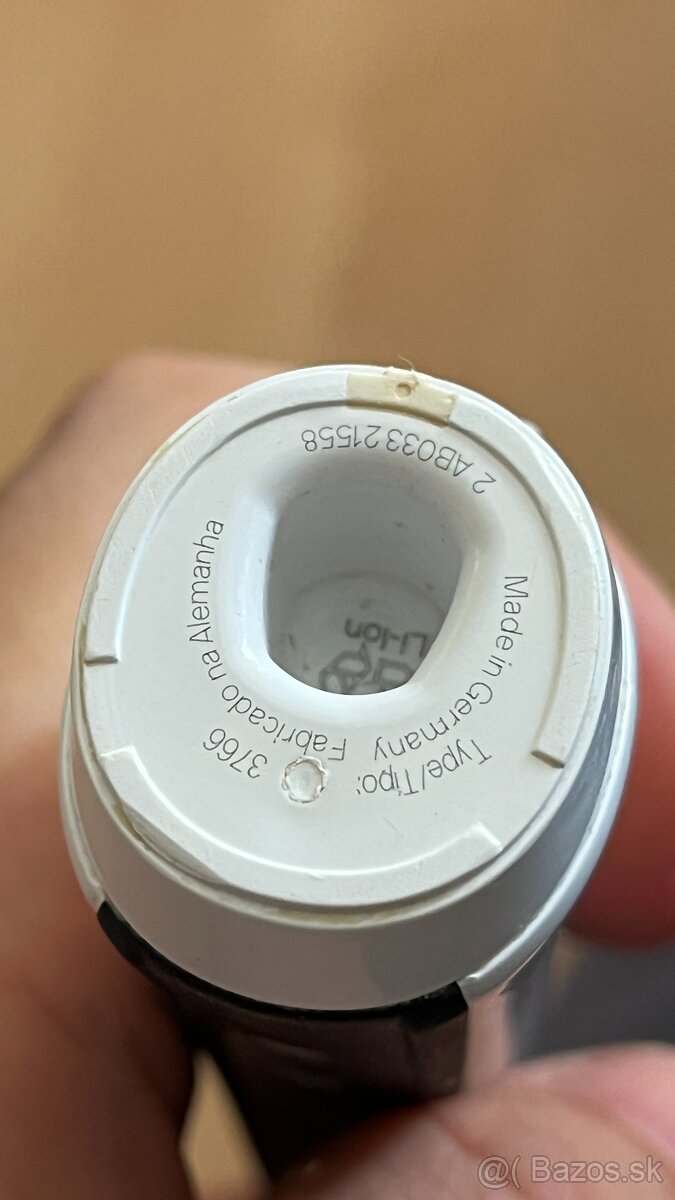 2 AB033 21558
Made in Germany
Fabricado na Alemanha
Type/Tipo: 3766
Li-Ion
@( Bazos.sk